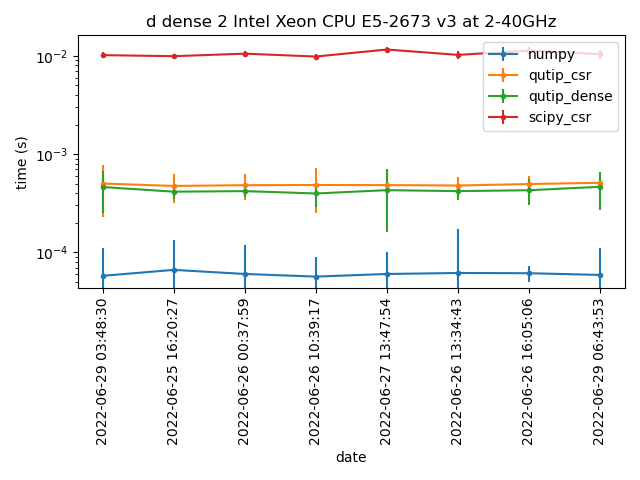 d dense 2 Intel Xeon CPU E5-2673 v3 at 2-40GHz
time (s)
10⁻²
10⁻³
10⁻⁴
numpy
qutip_csr
qutip_dense
scipy_csr
2022-06-29 03:48:30
2022-06-25 16:20:27
2022-06-26 00:37:59
2022-06-26 10:39:17
2022-06-27 13:47:54
2022-06-26 13:34:43
2022-06-26 16:05:06
2022-06-29 06:43:53
date